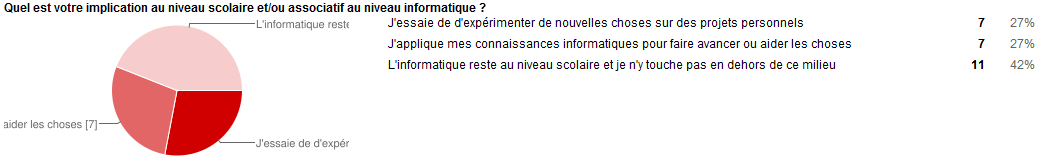 Quel est votre implication au niveau scolaire et/ou associatif au niveau informatique ?
L'informatique reste
aider les choses [7]
J'essaie de d'expér
J'essaie de d'expérimenter de nouvelles choses sur des projets personnels 7 27%
J'applique mes connaissances informatiques pour faire avancer ou aider les choses 7 27%
L'informatique reste au niveau scolaire et je n'y touche pas en dehors de ce milieu 11 42%